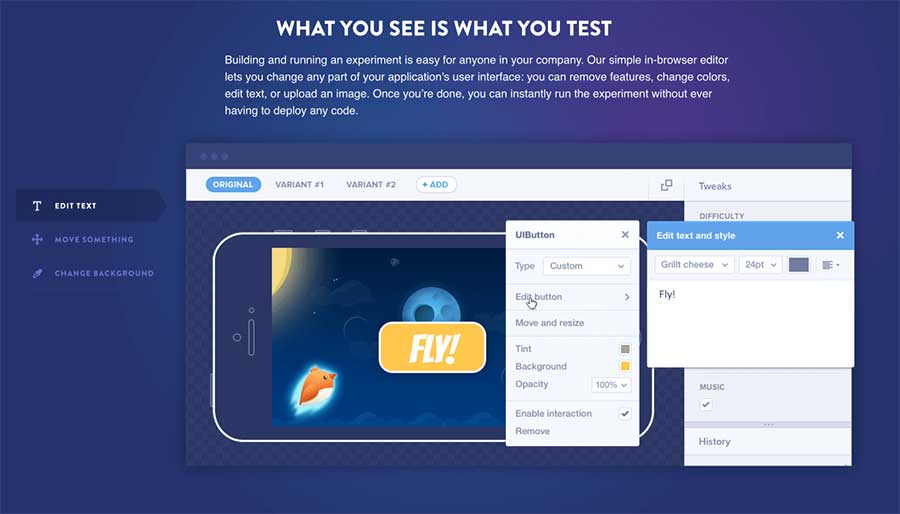 WHAT YOU SEE IS WHAT YOU TEST
Building and running an experiment is easy for anyone in your company. Our simple in-browser editor
lets you change any part of your application's user interface: you can remove features, change colors,
edit text, or upload an image. Once you're done, you can instantly run the experiment without ever
having to deploy any code.
EDIT TEXT
MOVE SOMETHING
CHANGE BACKGROUND
ORIGINAL VARIANT #1 VARIANT #2 + ADD
Tweaks
DIFFICULTY
FLY!
UIButton
Type Custom
Edit button
Move and resize
Tint
Background
Opacity 100%
Enable interaction
Remove
Edit text and style
Grillt cheese 24pt
Fly!
MUSIC
History